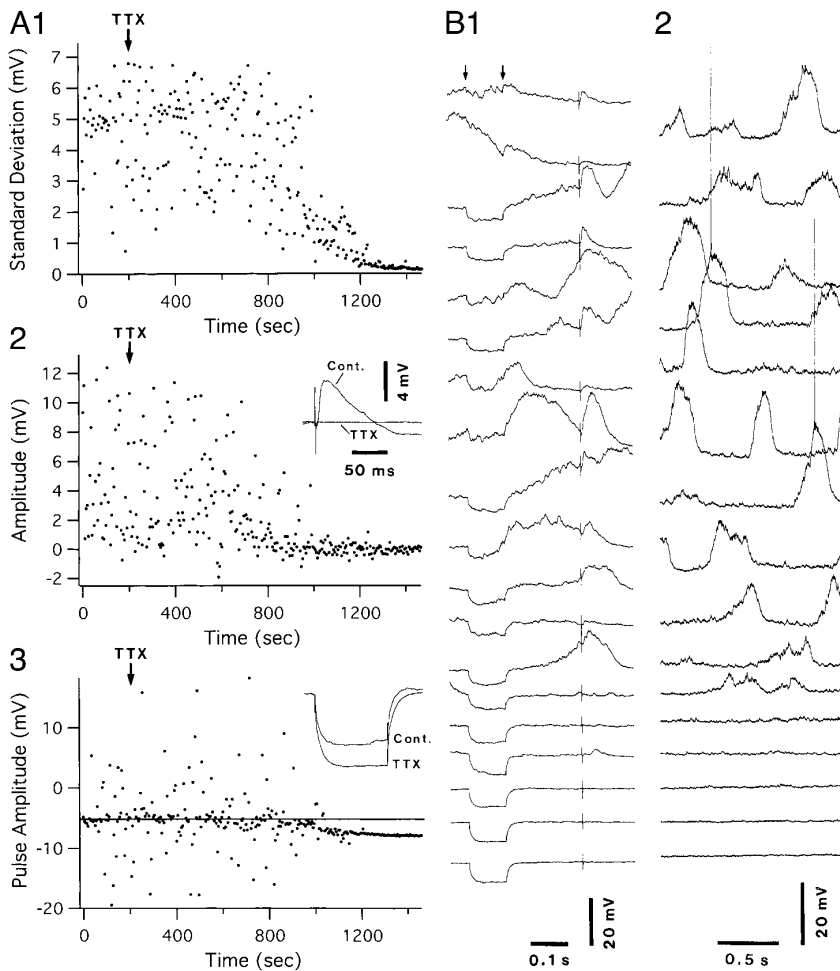 A1
TTX
Standard Deviation (mV)
7
6
5
4
3
2
1
0
0 400 800 1200
Time (sec)
2
TTX
Amplitude (mV)
12
10
8
6
4
2
0
-2
0 400 800 1200
Time (sec)
Cont.
TTX
4 mV
50 ms
3
TTX
Pulse Amplitude (mV)
10
0
-10
-20
0 400 800 1200
Time (sec)
Cont.
TTX
B1
0.1 s
20 mV
2
0.5 s
20 mV